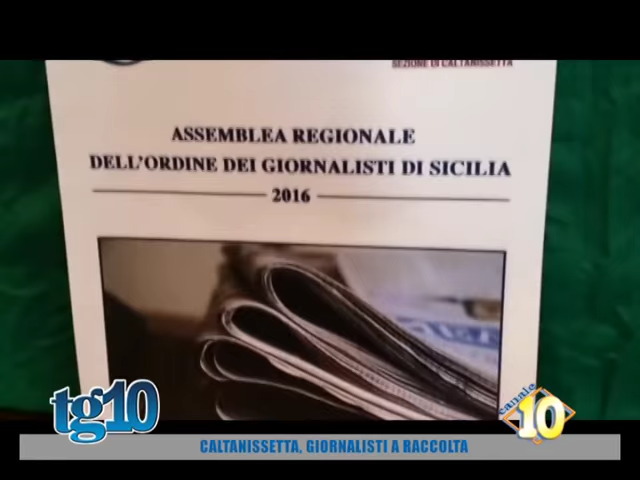 SEZIONE DI CALTANISSETTA
ASSEMBLEA REGIONALE
DELL'ORDINE DEI GIORNALISTI DI SICILIA
2016
tg10
canale
10
CALTANISSETTA, GIORNALISTI A RACCOLTA